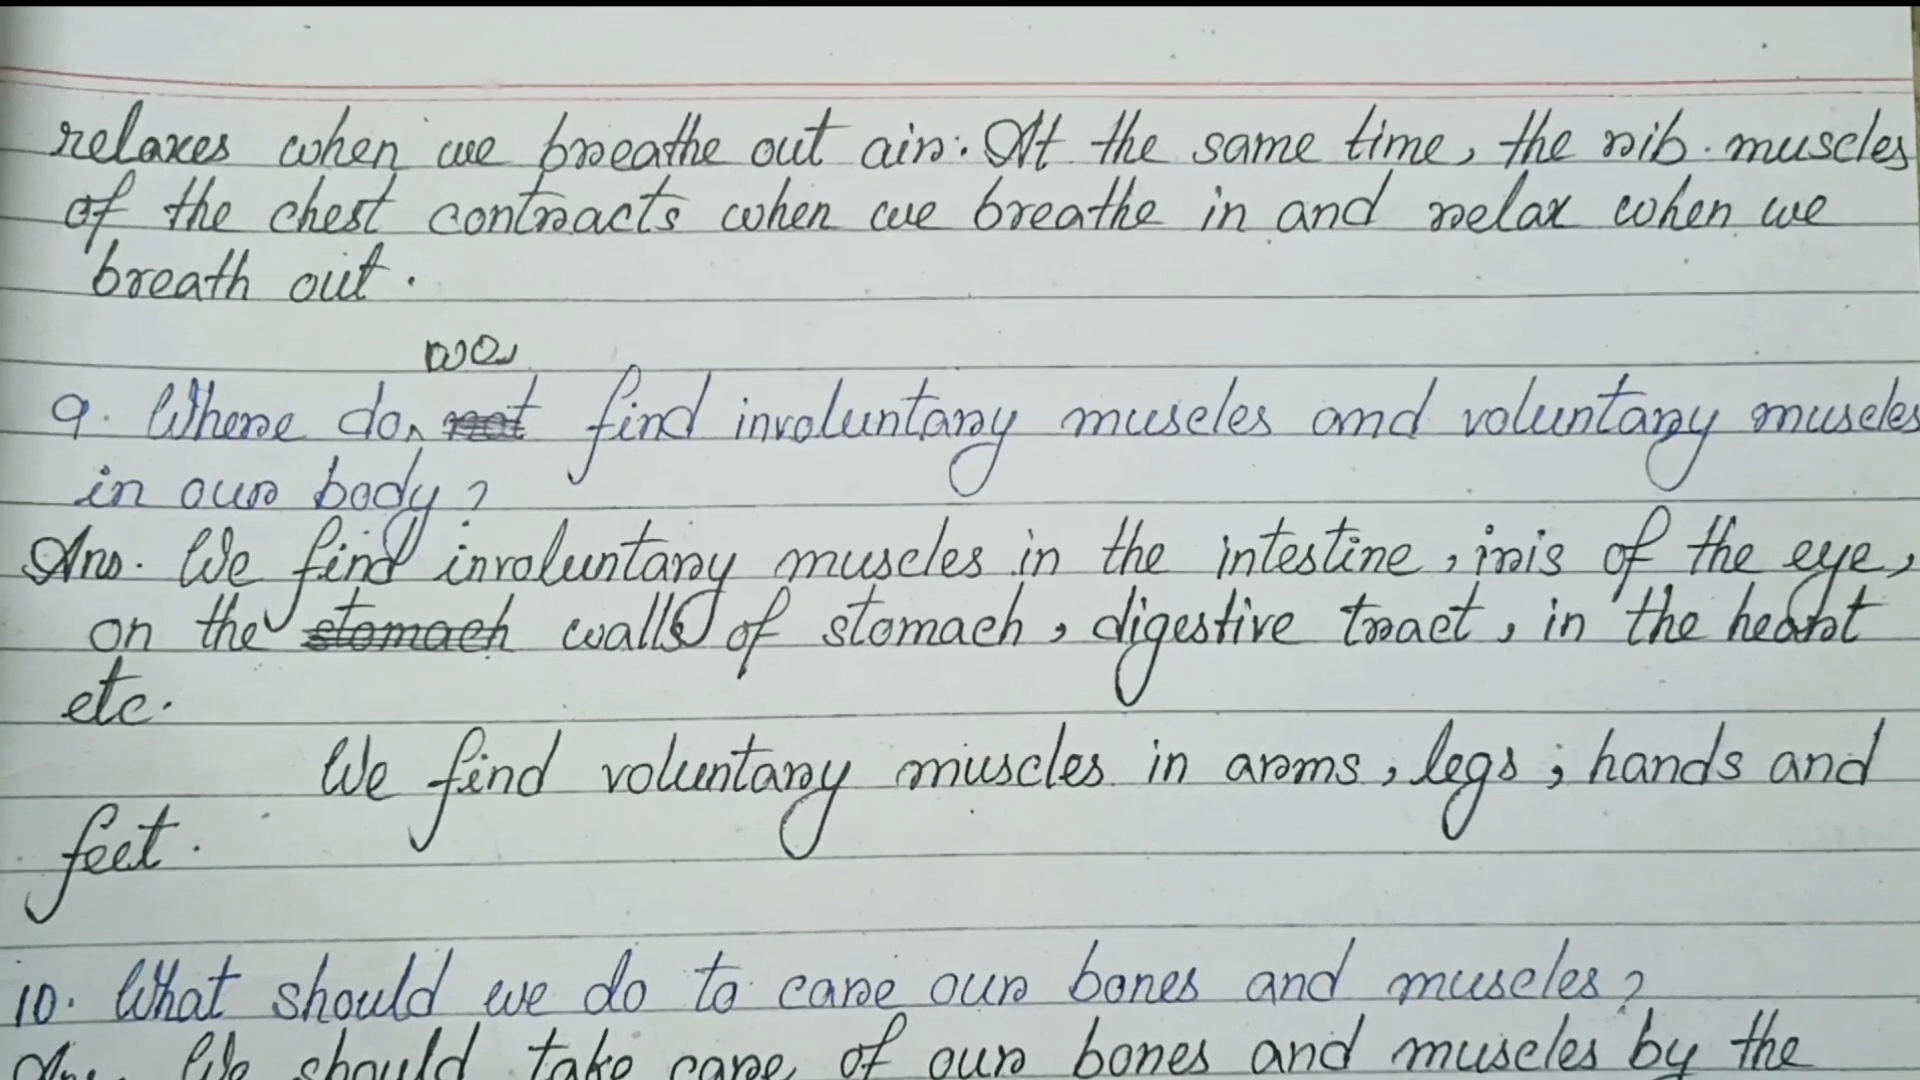 relaxes when we breathe out air. At the same time, the rib muscles
of the chest contracts when we breathe in and relax when we
breath out.
we
9. Where do not find involuntary muscles and voluntary muscles
in our body?
Ans. We find involuntary muscles in the intestine, iris of the eye,
on the stomach walls of stomach, digestive tract, in the heart
etc.
We find voluntary muscles in arms, legs, hands and
feet.
10. What should we do to care our bones and muscles?
Ans. We should take care of our bones and muscles by the